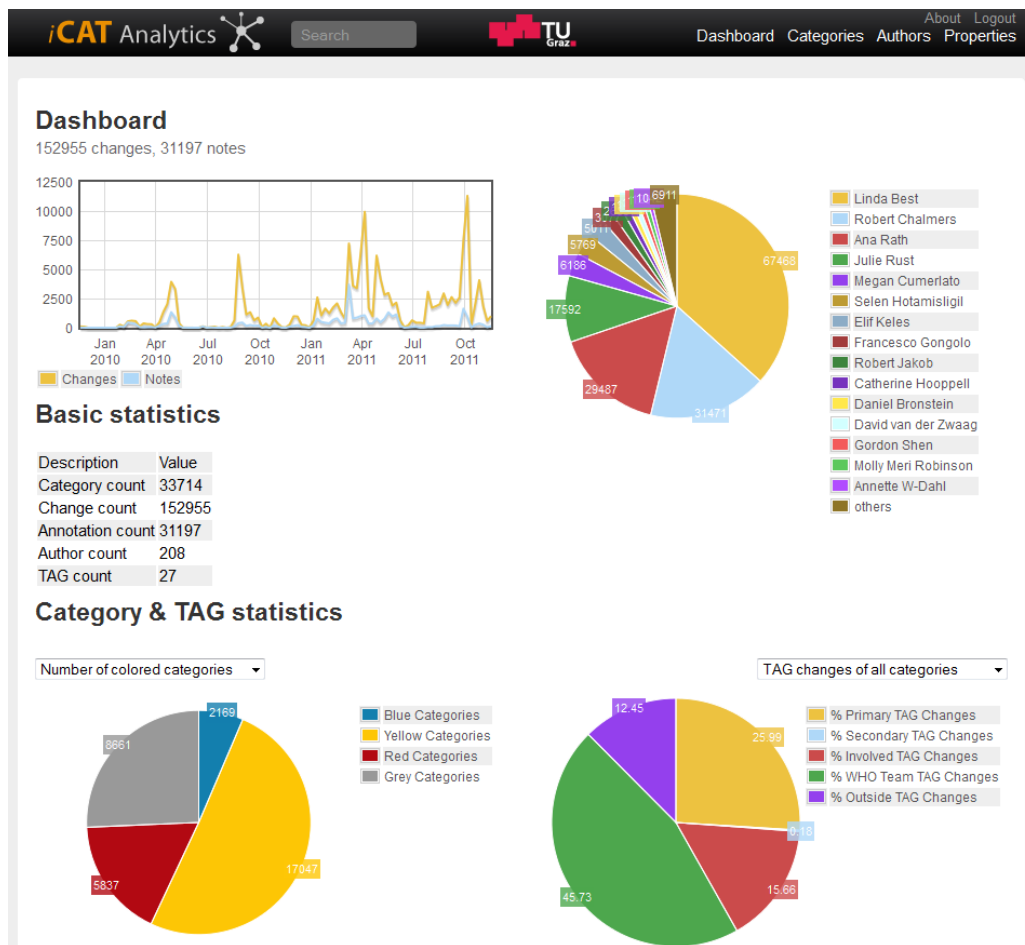 iCAT Analytics
Search
TU
Graz
About Logout
Dashboard Categories Authors Properties
Dashboard
152955 changes, 31197 notes
12500
10000
7500
5000
2500
0
Jan Apr Jul Oct Jan Apr Jul Oct
2010 2010 2010 2010 2011 2011 2011 2011
Changes Notes
6911
67468
31471
29487
17592
6186
5769
5011
Linda Best
Robert Chalmers
Ana Rath
Julie Rust
Megan Cumerlato
Selen Hotamisligil
Elif Keles
Francesco Gongolo
Robert Jakob
Catherine Hooppell
Daniel Bronstein
David van der Zwaag
Gordon Shen
Molly Meri Robinson
Annette W-Dahl
others
Basic statistics
Description Value
Category count 33714
Change count 152955
Annotation count 31197
Author count 208
TAG count 27
Category & TAG statistics
Number of colored categories
2169
17047
5837
8661
Blue Categories
Yellow Categories
Red Categories
Grey Categories
TAG changes of all categories
12.45
25.99
0.18
15.66
45.73
% Primary TAG Changes
% Secondary TAG Changes
% Involved TAG Changes
% WHO Team TAG Changes
% Outside TAG Changes